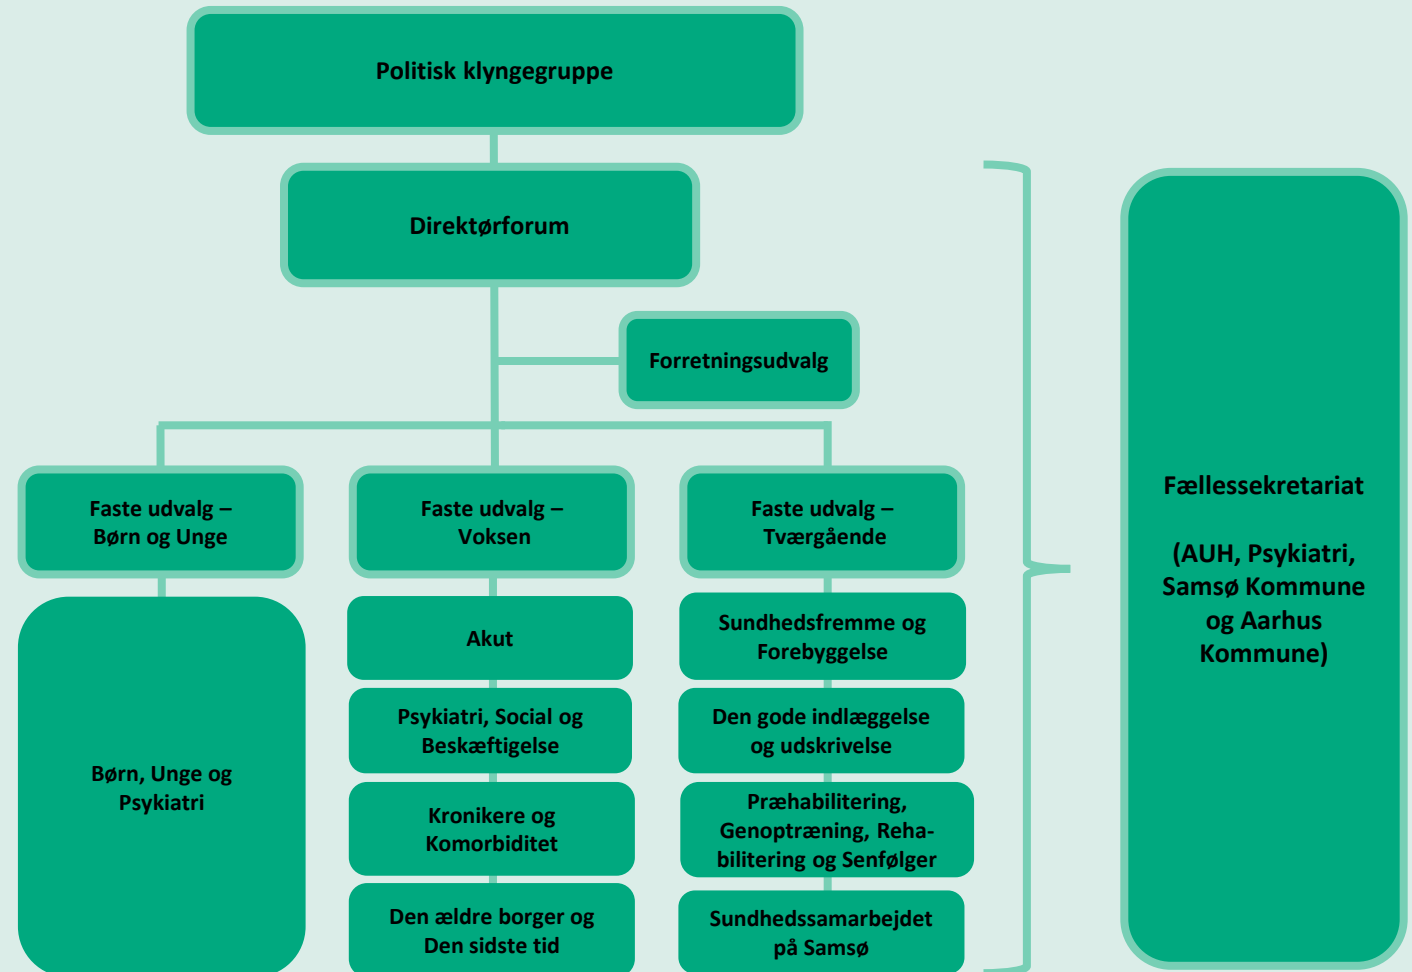 Politisk klyngegruppe
Direktørforum
Forretningsudvalg
Faste udvalg –
Børn og Unge
Børn, Unge og
Psykiatri
Faste udvalg –
Voksen
Akut
Psykiatri, Social og
Beskæftigelse
Kronikere og
Komorbiditet
Den ældre borger og
Den sidste tid
Faste udvalg –
Tværgående
Sundhedsfremme og
Forebyggelse
Den gode indlæggelse
og udskrivelse
Præhabilitering,
Genoptræning, Reha-
bilitering og Senfølger
Sundhedssamarbejdet
på Samsø
Fællessekretariat
(AUH, Psykiatri,
Samsø Kommune
og Aarhus
Kommune)